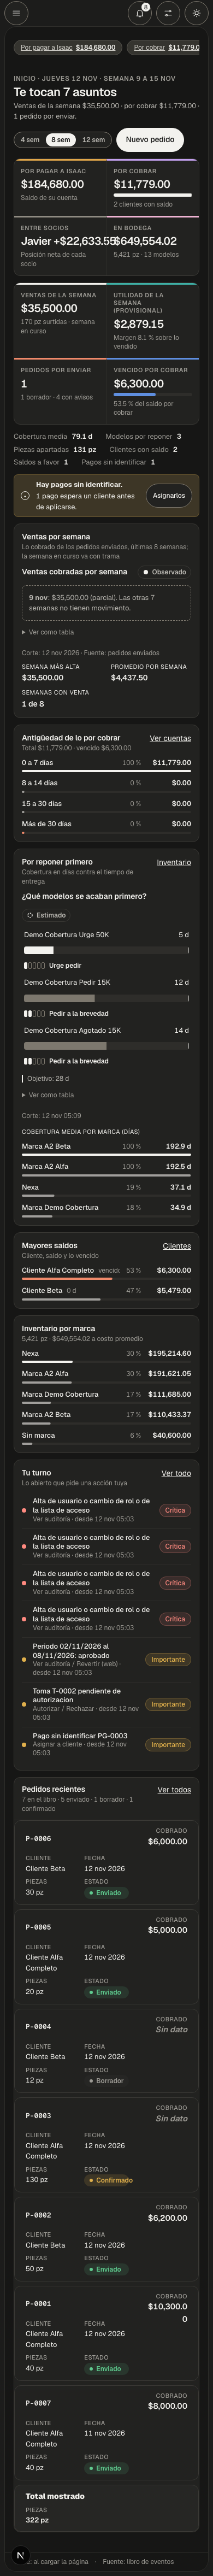 8
Por pagar a Isaac $184,680.00
Por cobrar $11,779.0
INICIO · JUEVES 12 NOV · SEMANA 9 A 15 NOV
Te tocan 7 asuntos
Ventas de la semana $35,500.00 · por cobrar $11,779.00 ·
1 pedido por enviar.
4 sem 8 sem 12 sem
Nuevo pedido
POR PAGAR A ISAAC
$184,680.00
Saldo de su cuenta
POR COBRAR
$11,779.00
2 clientes con saldo
ENTRE SOCIOS
Javier +$22,633.55
Posición neta de cada
socio
EN BODEGA
$649,554.02
5,421 pz · 13 modelos
VENTAS DE LA SEMANA
$35,500.00
170 pz surtidas · semana
en curso
UTILIDAD DE LA
SEMANA
(PROVISIONAL)
$2,879.15
Margen 8.1 % sobre lo
vendido
PEDIDOS POR ENVIAR
1
1 borrador · 4 con avisos
VENCIDO POR COBRAR
$6,300.00
53.5 % del saldo por
cobrar
Cobertura media 79.1 d
Modelos por reponer 3
Piezas apartadas 131 pz
Clientes con saldo 2
Saldos a favor 1
Pagos sin identificar 1
Hay pagos sin identificar.
1 pago espera un cliente antes
de aplicarse.
Asignarlos
Ventas por semana
Lo cobrado de los pedidos enviados, últimas 8 semanas;
la semana en curso va con trama
Ventas cobradas por semana
Observado
9 nov: $35,500.00 (parcial). Las otras 7
semanas no tienen movimiento.
Ver como tabla
Corte: 12 nov 2026 · Fuente: pedidos enviados
SEMANA MÁS ALTA
$35,500.00
PROMEDIO POR SEMANA
$4,437.50
SEMANAS CON VENTA
1 de 8
Antigüedad de lo por cobrar
Ver cuentas
Total $11,779.00 · vencido $6,300.00
0 a 7 días 100 % $11,779.00
8 a 14 días 0 % $0.00
15 a 30 días 0 % $0.00
Más de 30 días 0 % $0.00
Por reponer primero
Inventario
Cobertura en días contra el tiempo de
entrega
¿Qué modelos se acaban primero?
Estimado
Demo Cobertura Urge 50K 5 d
Urge pedir
Demo Cobertura Pedir 15K 12 d
Pedir a la brevedad
Demo Cobertura Agotado 15K 14 d
Pedir a la brevedad
Objetivo: 28 d
Ver como tabla
Corte: 12 nov 05:09
COBERTURA MEDIA POR MARCA (DÍAS)
Marca A2 Beta 100 % 192.9 d
Marca A2 Alfa 100 % 192.5 d
Nexa 19 % 37.1 d
Marca Demo Cobertura 18 % 34.9 d
Mayores saldos
Clientes
Cliente, saldo y lo vencido
Cliente Alfa Completo 53 % $6,300.00
Cliente Beta 0 d 47 % $5,479.00
Inventario por marca
5,421 pz · $649,554.02 a costo promedio
Nexa 30 % $195,214.60
Marca A2 Alfa 30 % $191,621.05
Marca Demo Cobertura 17 % $111,685.00
Marca A2 Beta 17 % $110,433.37
Sin marca 6 % $40,600.00
Tu turno
Ver todo
Lo abierto que pide una acción tuya
Alta de usuario o cambio de rol o de
la lista de acceso
Ver auditoría · desde 12 nov 05:03
Crítica
Alta de usuario o cambio de rol o de
la lista de acceso
Ver auditoría · desde 12 nov 05:03
Crítica
Alta de usuario o cambio de rol o de
la lista de acceso
Ver auditoría · desde 12 nov 05:03
Crítica
Alta de usuario o cambio de rol o de
la lista de acceso
Ver auditoría · desde 12 nov 05:03
Crítica
Periodo 02/11/2026 al
08/11/2026: aprobado
Ver auditoría / Revertir (web) ·
desde 12 nov 05:03
Importante
Toma T-0002 pendiente de
autorizacion
Autorizar / Rechazar · desde 12 nov
05:03
Importante
Pago sin identificar PG-0003
Asignar a cliente · desde 12 nov
05:03
Importante
Pedidos recientes
Ver todos
7 en el libro · 5 enviado · 1 borrador · 1
confirmado
P-0006
COBRADO
$6,000.00
CLIENTE
Cliente Beta
FECHA
12 nov 2026
PIEZAS
30 pz
ESTADO
Enviado
P-0005
COBRADO
$5,000.00
CLIENTE
Cliente Alfa
Completo
FECHA
12 nov 2026
PIEZAS
20 pz
ESTADO
Enviado
P-0004
COBRADO
Sin dato
CLIENTE
Cliente Beta
FECHA
12 nov 2026
PIEZAS
12 pz
ESTADO
Borrador
P-0003
COBRADO
Sin dato
CLIENTE
Cliente Alfa
Completo
FECHA
12 nov 2026
PIEZAS
130 pz
ESTADO
Confirmado
P-0002
COBRADO
$6,200.00
CLIENTE
Cliente Beta
FECHA
12 nov 2026
PIEZAS
50 pz
ESTADO
Enviado
P-0001
COBRADO
$10,300.0
0
CLIENTE
Cliente Alfa
Completo
FECHA
12 nov 2026
PIEZAS
40 pz
ESTADO
Enviado
P-0007
COBRADO
$8,000.00
CLIENTE
Cliente Alfa
Completo
FECHA
11 nov 2026
PIEZAS
40 pz
ESTADO
Enviado
Total mostrado
PIEZAS
322 pz
N
al cargar la página · Fuente: libro de eventos